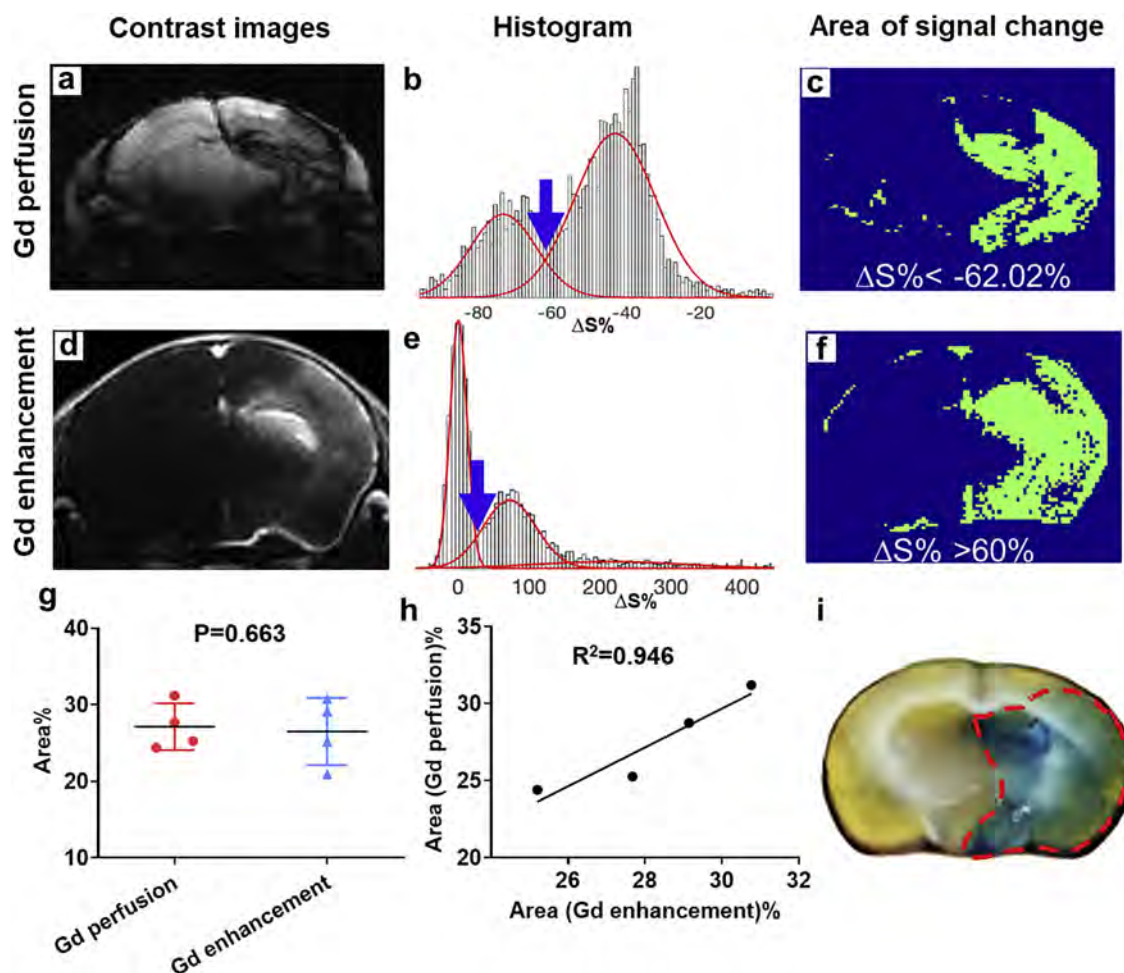 Contrast images
Histogram
Area of signal change
Gd perfusion
a
b
c
-80
-60
-40
-20
ΔS%
ΔS%< -62.02%
Gd enhancement
d
e
f
0
100
200
300
400
ΔS%
ΔS% >60%
g
P=0.663
40
30
20
10
Area%
Gd perfusion
Gd enhancement
h
R²=0.946
35
30
25
20
Area (Gd perfusion)%
26
28
30
32
Area (Gd enhancement)%
i